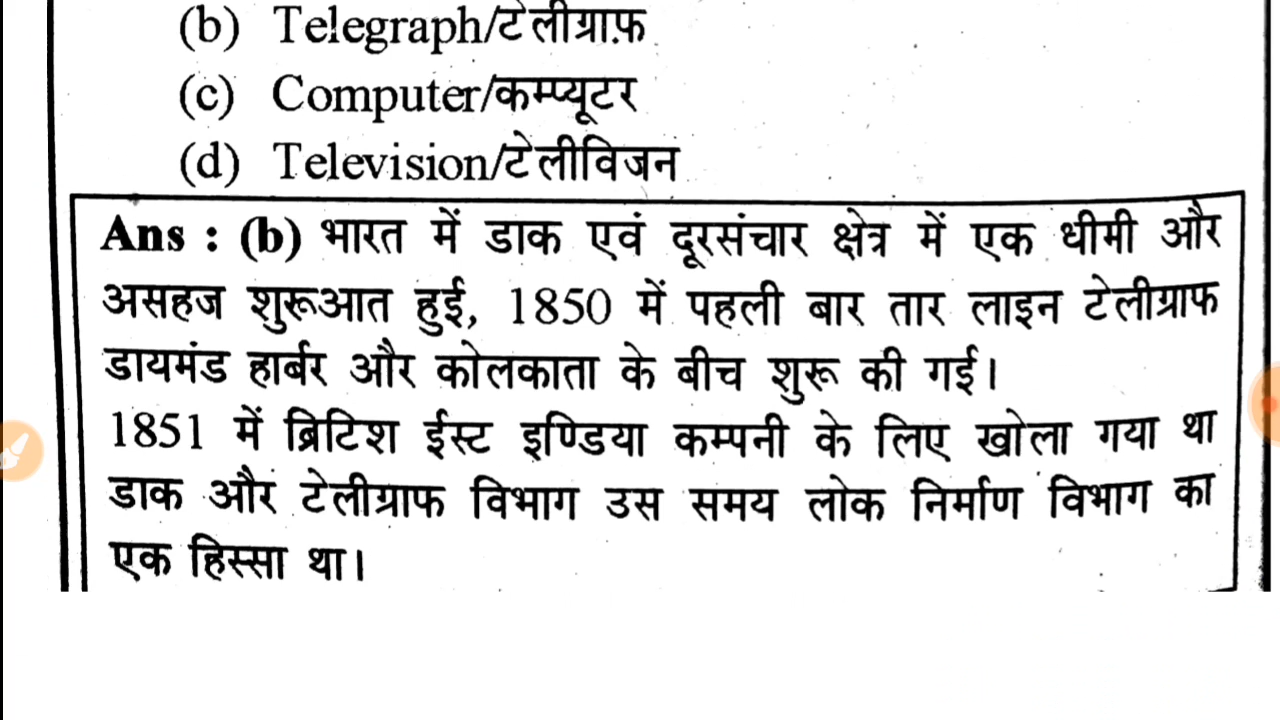 (b) Telegraph/टेलीग्राफ़
(c) Computer/कम्प्यूटर
(d) Television/टेलीविजन
Ans : (b) भारत में डाक एवं दूरसंचार क्षेत्र में एक धीमी और
असहज शुरूआत हुई, 1850 में पहली बार तार लाइन टेलीग्राफ
डायमंड हार्बर और कोलकाता के बीच शुरू की गई।
1851 में ब्रिटिश ईस्ट इण्डिया कम्पनी के लिए खोला गया था
डाक और टेलीग्राफ विभाग उस समय लोक निर्माण विभाग का
एक हिस्सा था।